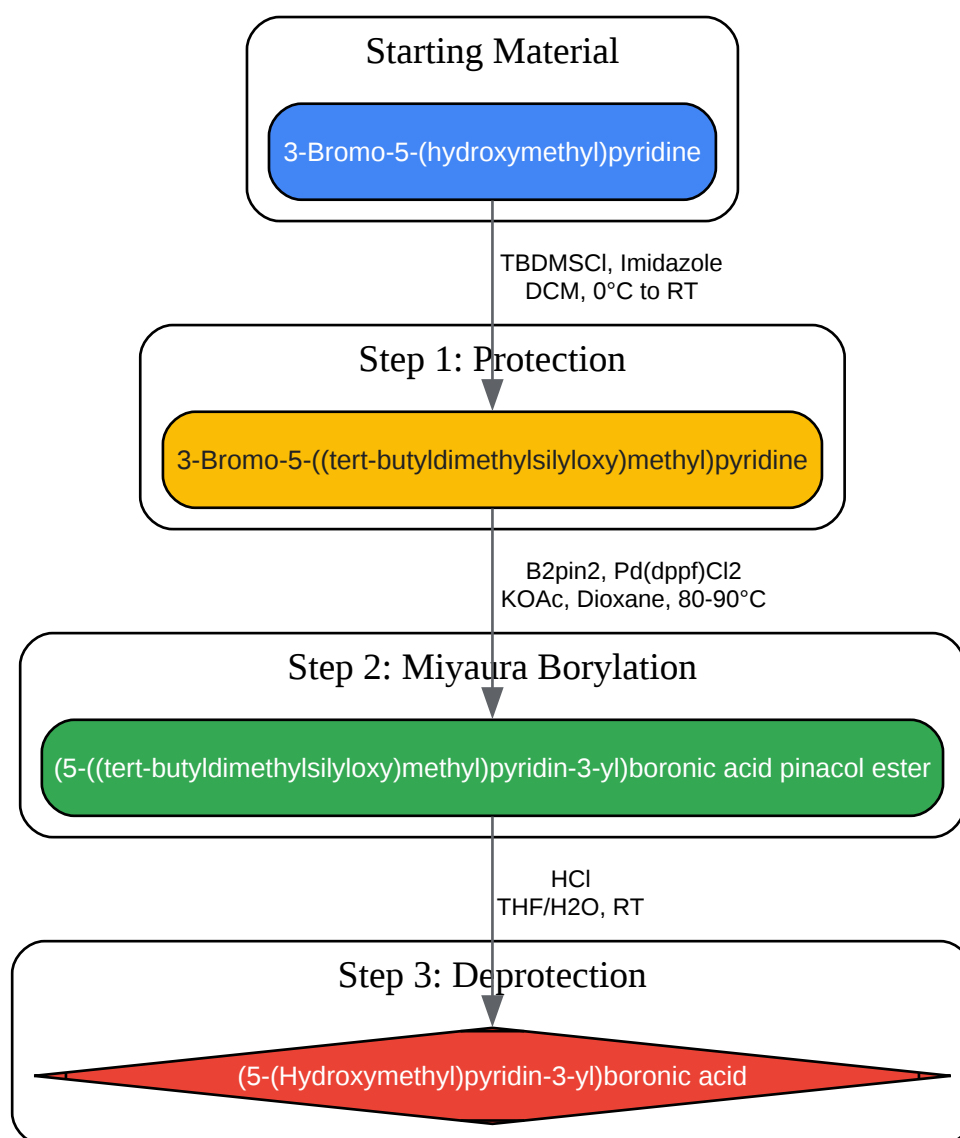 Starting Material
3-Bromo-5-(hydroxymethyl)pyridine
TBDMSCl, Imidazole
DCM, 0°C to RT
Step 1: Protection
3-Bromo-5-((tert-butyldimethylsilyloxy)methyl)pyridine
B2pin2, Pd(dppf)Cl2
KOAc, Dioxane, 80-90°C
Step 2: Miyaura Borylation
(5-((tert-butyldimethylsilyloxy)methyl)pyridin-3-yl)boronic acid pinacol ester
HCl
THF/H2O, RT
Step 3: Deprotection
(5-(Hydroxymethyl)pyridin-3-yl)boronic acid